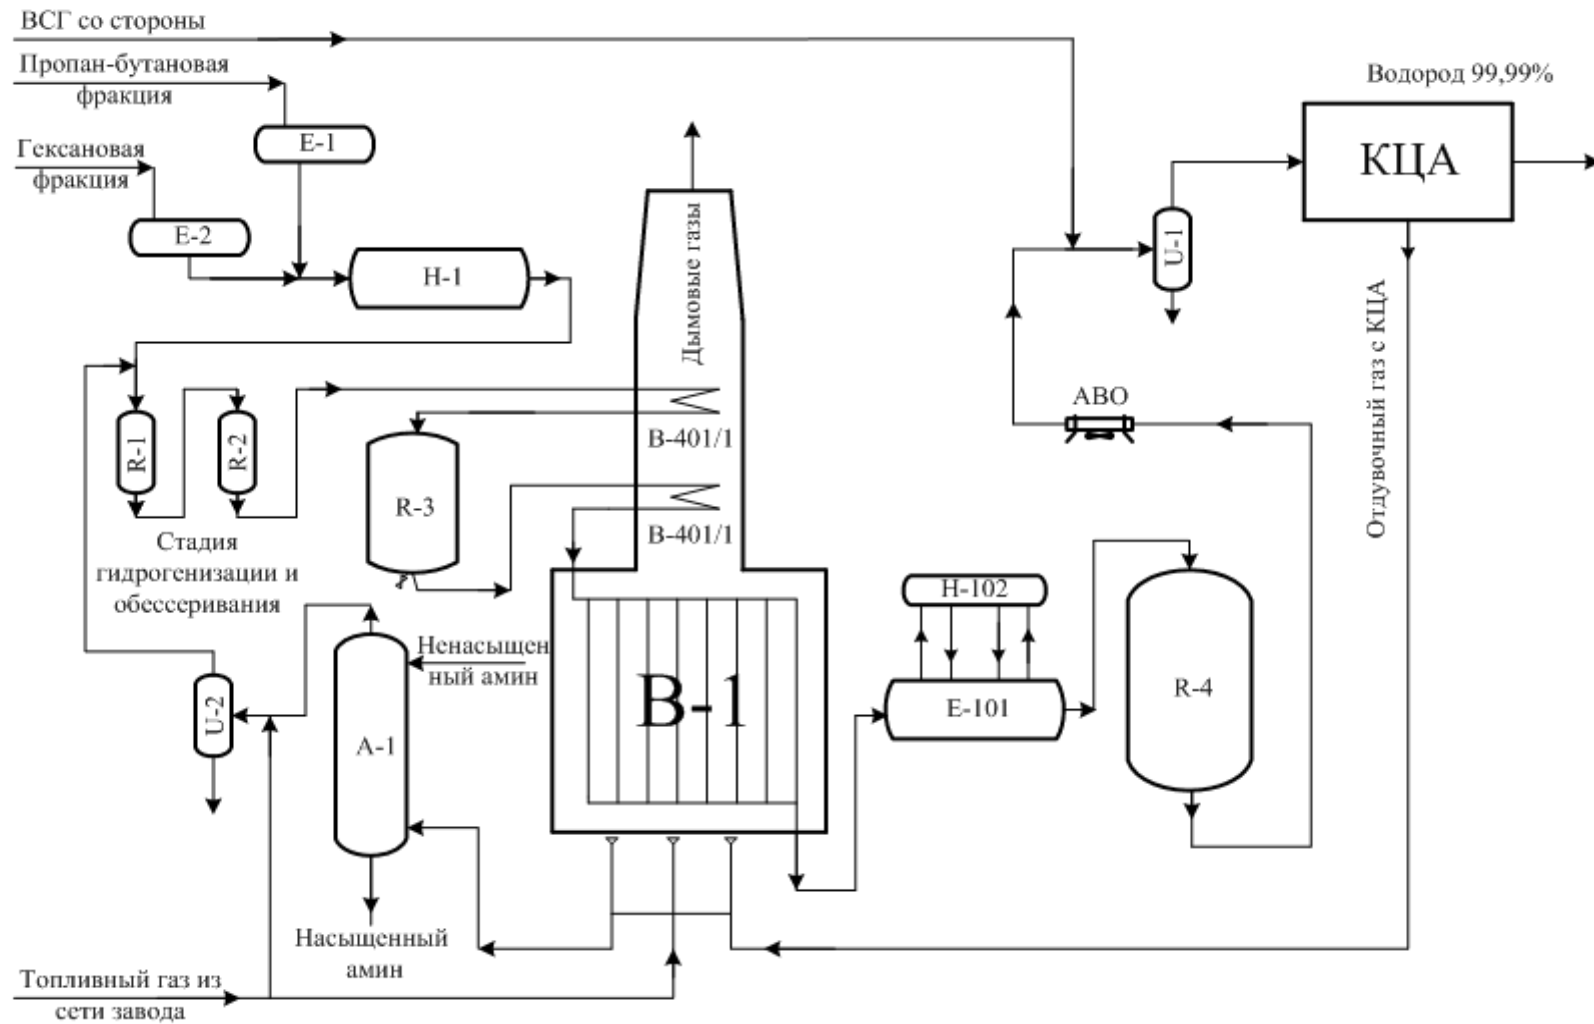 ВСГ со стороны
Пропан-бутановая
фракция
Водород 99,99%
Е-1
КЦА
Гексановая
фракция
Е-2
Н-1
Дымовые газы
U-1
Отдувочный газ с КЦА
АВО
R-1
R-2
В-401/1
R-3
В-401/1
Стадия
гидрогенизации и
обессеривания
Н-102
Ненасыщен
ный амин
R-4
Е-101
U-2
А-1
В-1
Насыщенный
амин
Топливный газ из
сети завода